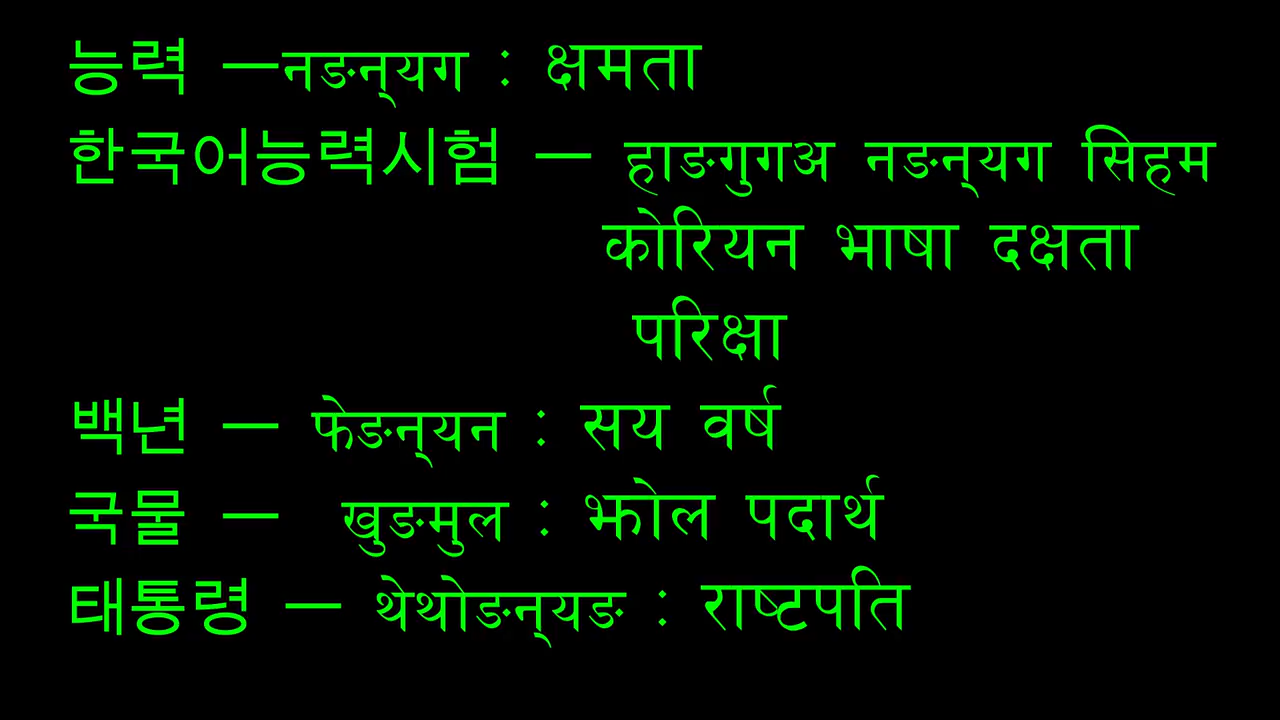 능력 —नङन्यग : क्षमता
한국어능력시험 — हाङगुगअ नङन्यग सिहम
कोरियन भाषा दक्षता
परिक्षा
백년 — फेङन्यन : सय वर्ष
국물 — खुङमुल : झोल पदार्थ
태통령 — थेथोङन्यङ : राष्टपति